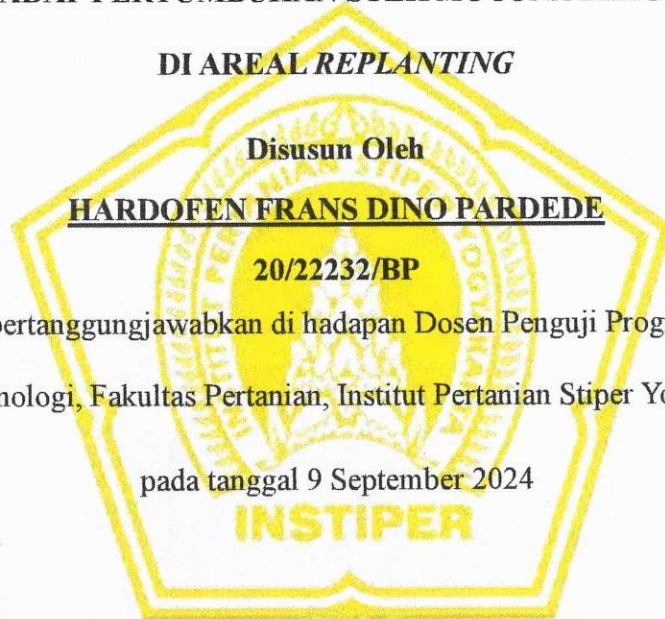 DI AREAL REPLANTING
Disusun Oleh
HARDOFEN FRANS DINO PARDEDE
20/22232/BP
pertanggungjawabkan di hadapan Dosen Penguji Prog
nologi, Fakultas Pertanian, Institut Pertanian Stiper Yo
pada tanggal 9 September 2024
INSTIPER